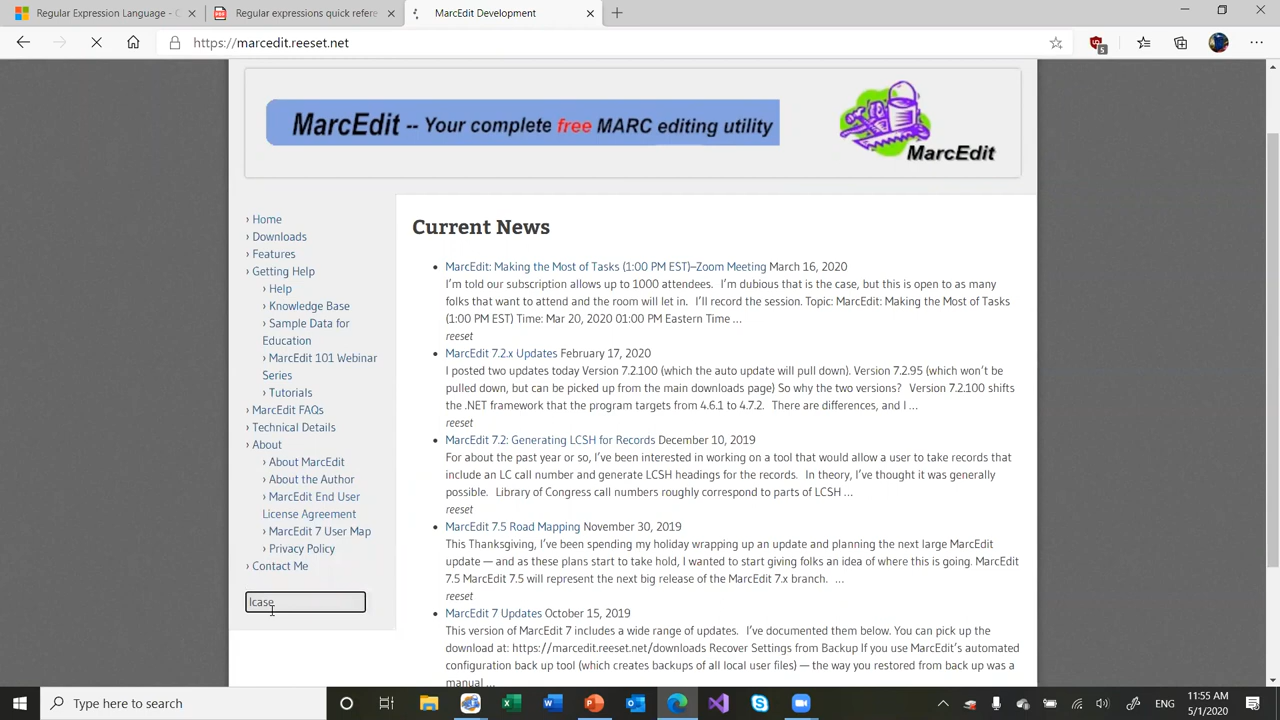 Regular Expression Language - C
Regular expressions quick refere
MarcEdit Development
https://marcedit.reeset.net
5
MarcEdit -- Your complete free MARC editing utility
MarcEdit
› Home
› Downloads
› Features
› Getting Help
› Help
› Knowledge Base
› Sample Data for
Education
› MarcEdit 101 Webinar
Series
› Tutorials
› MarcEdit FAQs
› Technical Details
› About
› About MarcEdit
› About the Author
› MarcEdit End User
License Agreement
› MarcEdit 7 User Map
› Privacy Policy
› Contact Me
lcase
Current News
• MarcEdit: Making the Most of Tasks (1:00 PM EST)–Zoom Meeting March 16, 2020
I’m told our subscription allows up to 1000 attendees. I’m dubious that is the case, but this is open to as many
folks that want to attend and the room will let in. I’ll record the session. Topic: MarcEdit: Making the Most of Tasks
(1:00 PM EST) Time: Mar 20, 2020 01:00 PM Eastern Time …
reeset
• MarcEdit 7.2.x Updates February 17, 2020
I posted two updates today Version 7.2.100 (which the auto update will pull down). Version 7.2.95 (which won’t be
pulled down, but can be picked up from the main downloads page) So why the two versions? Version 7.2.100 shifts
the .NET framework that the program targets from 4.6.1 to 4.7.2. There are differences, and I …
reeset
• MarcEdit 7.2: Generating LCSH for Records December 10, 2019
For about the past year or so, I’ve been interested in working on a tool that would allow a user to take records that
include an LC call number and generate LCSH headings for the records. In theory, I’ve thought it was generally
possible. Library of Congress call numbers roughly correspond to parts of LCSH …
reeset
• MarcEdit 7.5 Road Mapping November 30, 2019
This Thanksgiving, I’ve been spending my holiday wrapping up an update and planning the next large MarcEdit
update — and as these plans start to take hold, I wanted to start giving folks an idea of where this is going. MarcEdit
7.5 MarcEdit 7.5 will represent the next big release of the MarcEdit 7.x branch. …
reeset
• MarcEdit 7 Updates October 15, 2019
This version of MarcEdit 7 includes a wide range of updates. I’ve documented them below. You can pick up the
download at: https://marcedit.reeset.net/downloads Recover Settings from Backup If you use MarcEdit’s automated
configuration back up tool (which creates backups of all local user files) — the way you restored from back up was a
manual …
Type here to search
ENG
11:55 AM
5/1/2020